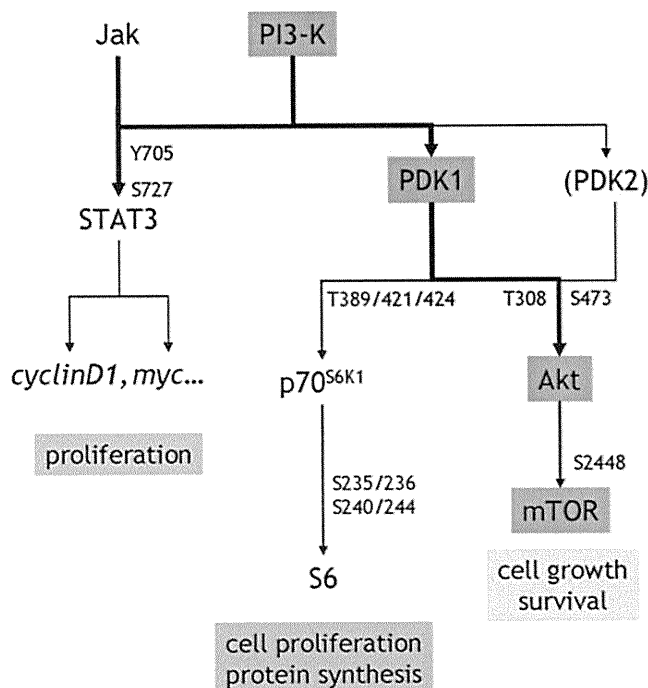 Jak
PI3-K
Y705
S727
STAT3
PDK1
(PDK2)
T389/421/424
T308
S473
cyclinD1, myc...
p70S6K1
Akt
proliferation
S235/236
S240/244
S2448
mTOR
S6
cell growth
survival
cell proliferation
protein synthesis